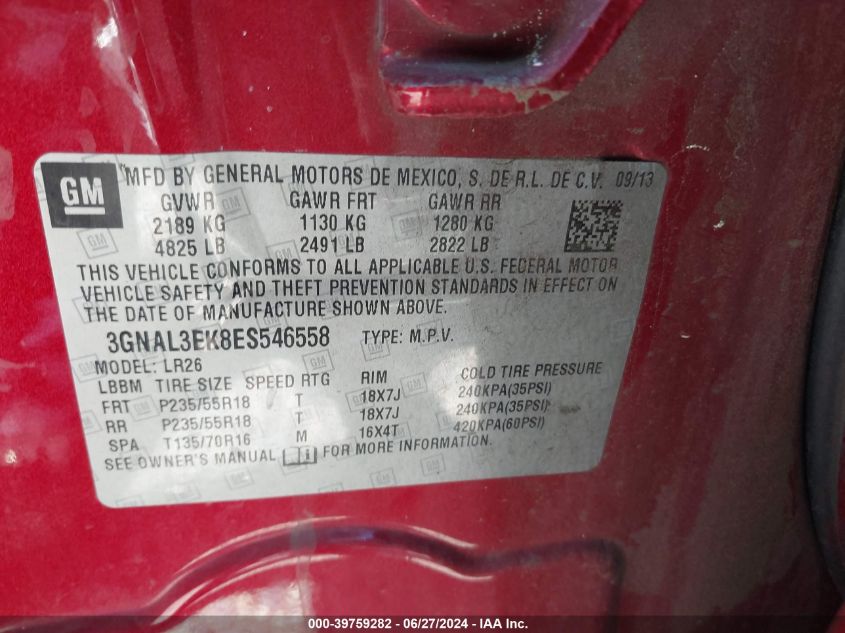 GM
MFD BY GENERAL MOTORS DE MEXICO, S. DE R.L. DE C.V. 09/13
GVWR GAWR FRT GAWR RR
2189 KG 1130 KG 1280 KG
4825 LB 2491 LB 2822 LB
THIS VEHICLE CONFORMS TO ALL APPLICABLE U.S. FEDERAL MOTOR
VEHICLE SAFETY AND THEFT PREVENTION STANDARDS IN EFFECT ON
THE DATE OF MANUFACTURE SHOWN ABOVE.
3GNAL3EK8ES546558 TYPE: M.P.V.
MODEL: LR26
LBBM TIRE SIZE SPEED RTG RIM COLD TIRE PRESSURE
FRT P235/55R18 T 18X7J 240KPA(35PSI)
RR P235/55R18 T 18X7J 240KPA(35PSI)
SPA T135/70R16 M 16X4T 420KPA(60PSI)
SEE OWNER'S MANUAL FOR MORE INFORMATION.
000-39759282 - 06/27/2024 - IAA Inc.